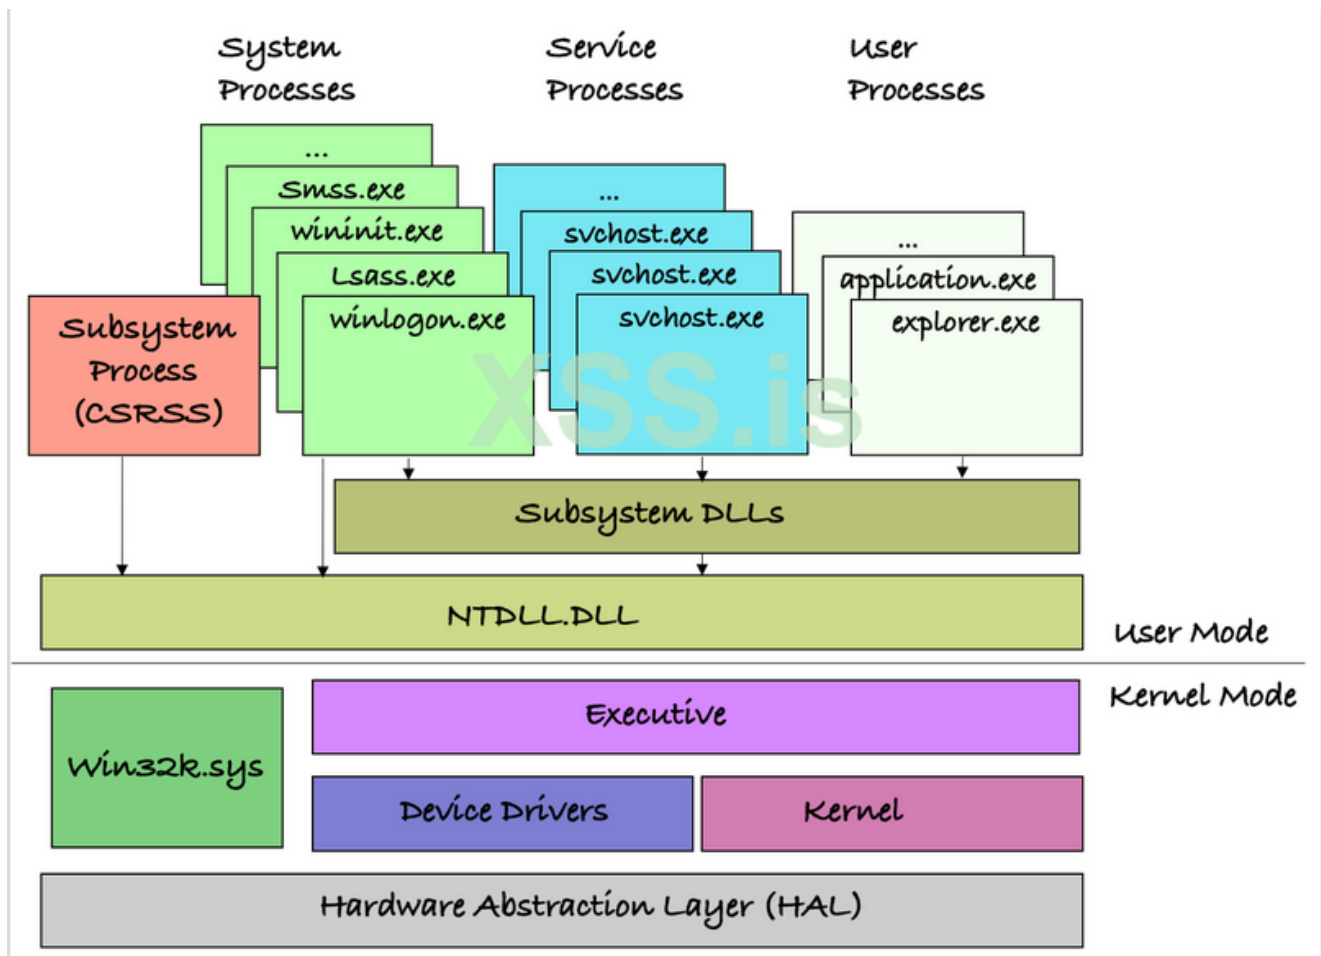 System
Processes
Service
Processes
User
Processes
...
Smss.exe
wininit.exe
Lsass.exe
winlogon.exe
...
svchost.exe
svchost.exe
svchost.exe
...
application.exe
explorer.exe
Subsystem
Process
(CSRSS)
XSS.is
Subsystem DLLs
NTDLL.DLL
User Mode
Kernel Mode
Win32k.sys
Executive
Device Drivers
Kernel
Hardware Abstraction Layer (HAL)